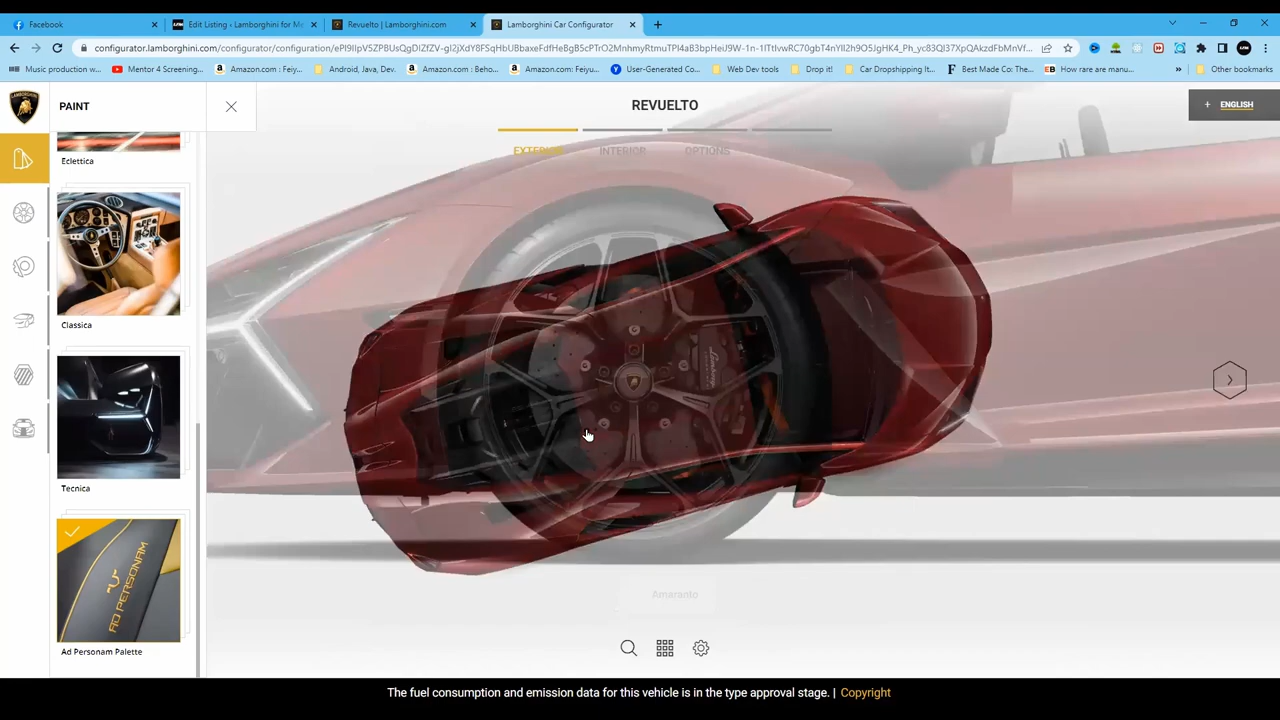 Facebook
Edit Listing ‹ Lamborghini for Me
Revuelto | Lamborghini.com
Lamborghini Car Configurator
configurator.lamborghini.com/configurator/configuration/
Music production w...
Mentor 4 Screening...
Amazon.com : Feiy...
Android, Java, Dev.
Amazon.com : Beho...
Amazon.com: Feiyu...
User-Generated Co...
Web Dev tools
Drop it!
Car Dropshipping It...
Best Made Co: The...
How rare are manu...
»
Other bookmarks
PAINT
REVUELTO
+ ENGLISH
EXTERIOR
INTERIOR
OPTIONS
Eclettica
Classica
Tecnica
AD PERSONAM
Ad Personam Palette
Amaranto
The fuel consumption and emission data for this vehicle is in the type approval stage. | Copyright